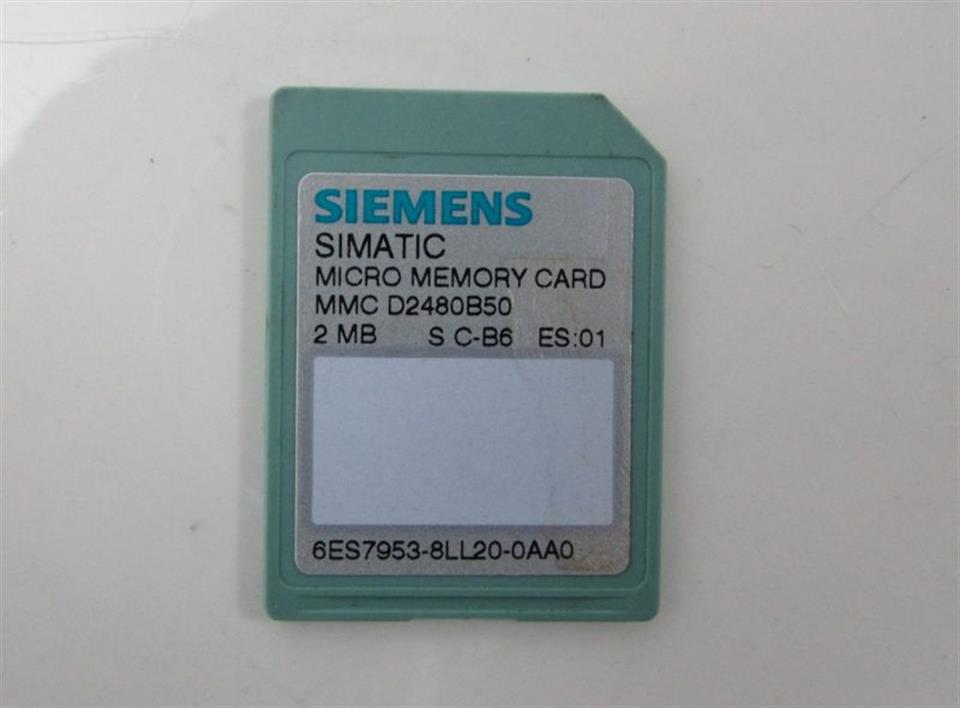 SIEMENS
SIMATIC
MICRO MEMORY CARD
MMC D2480B50
2 MB S C-B6 ES:01
6ES7953-8LL20-0AA0